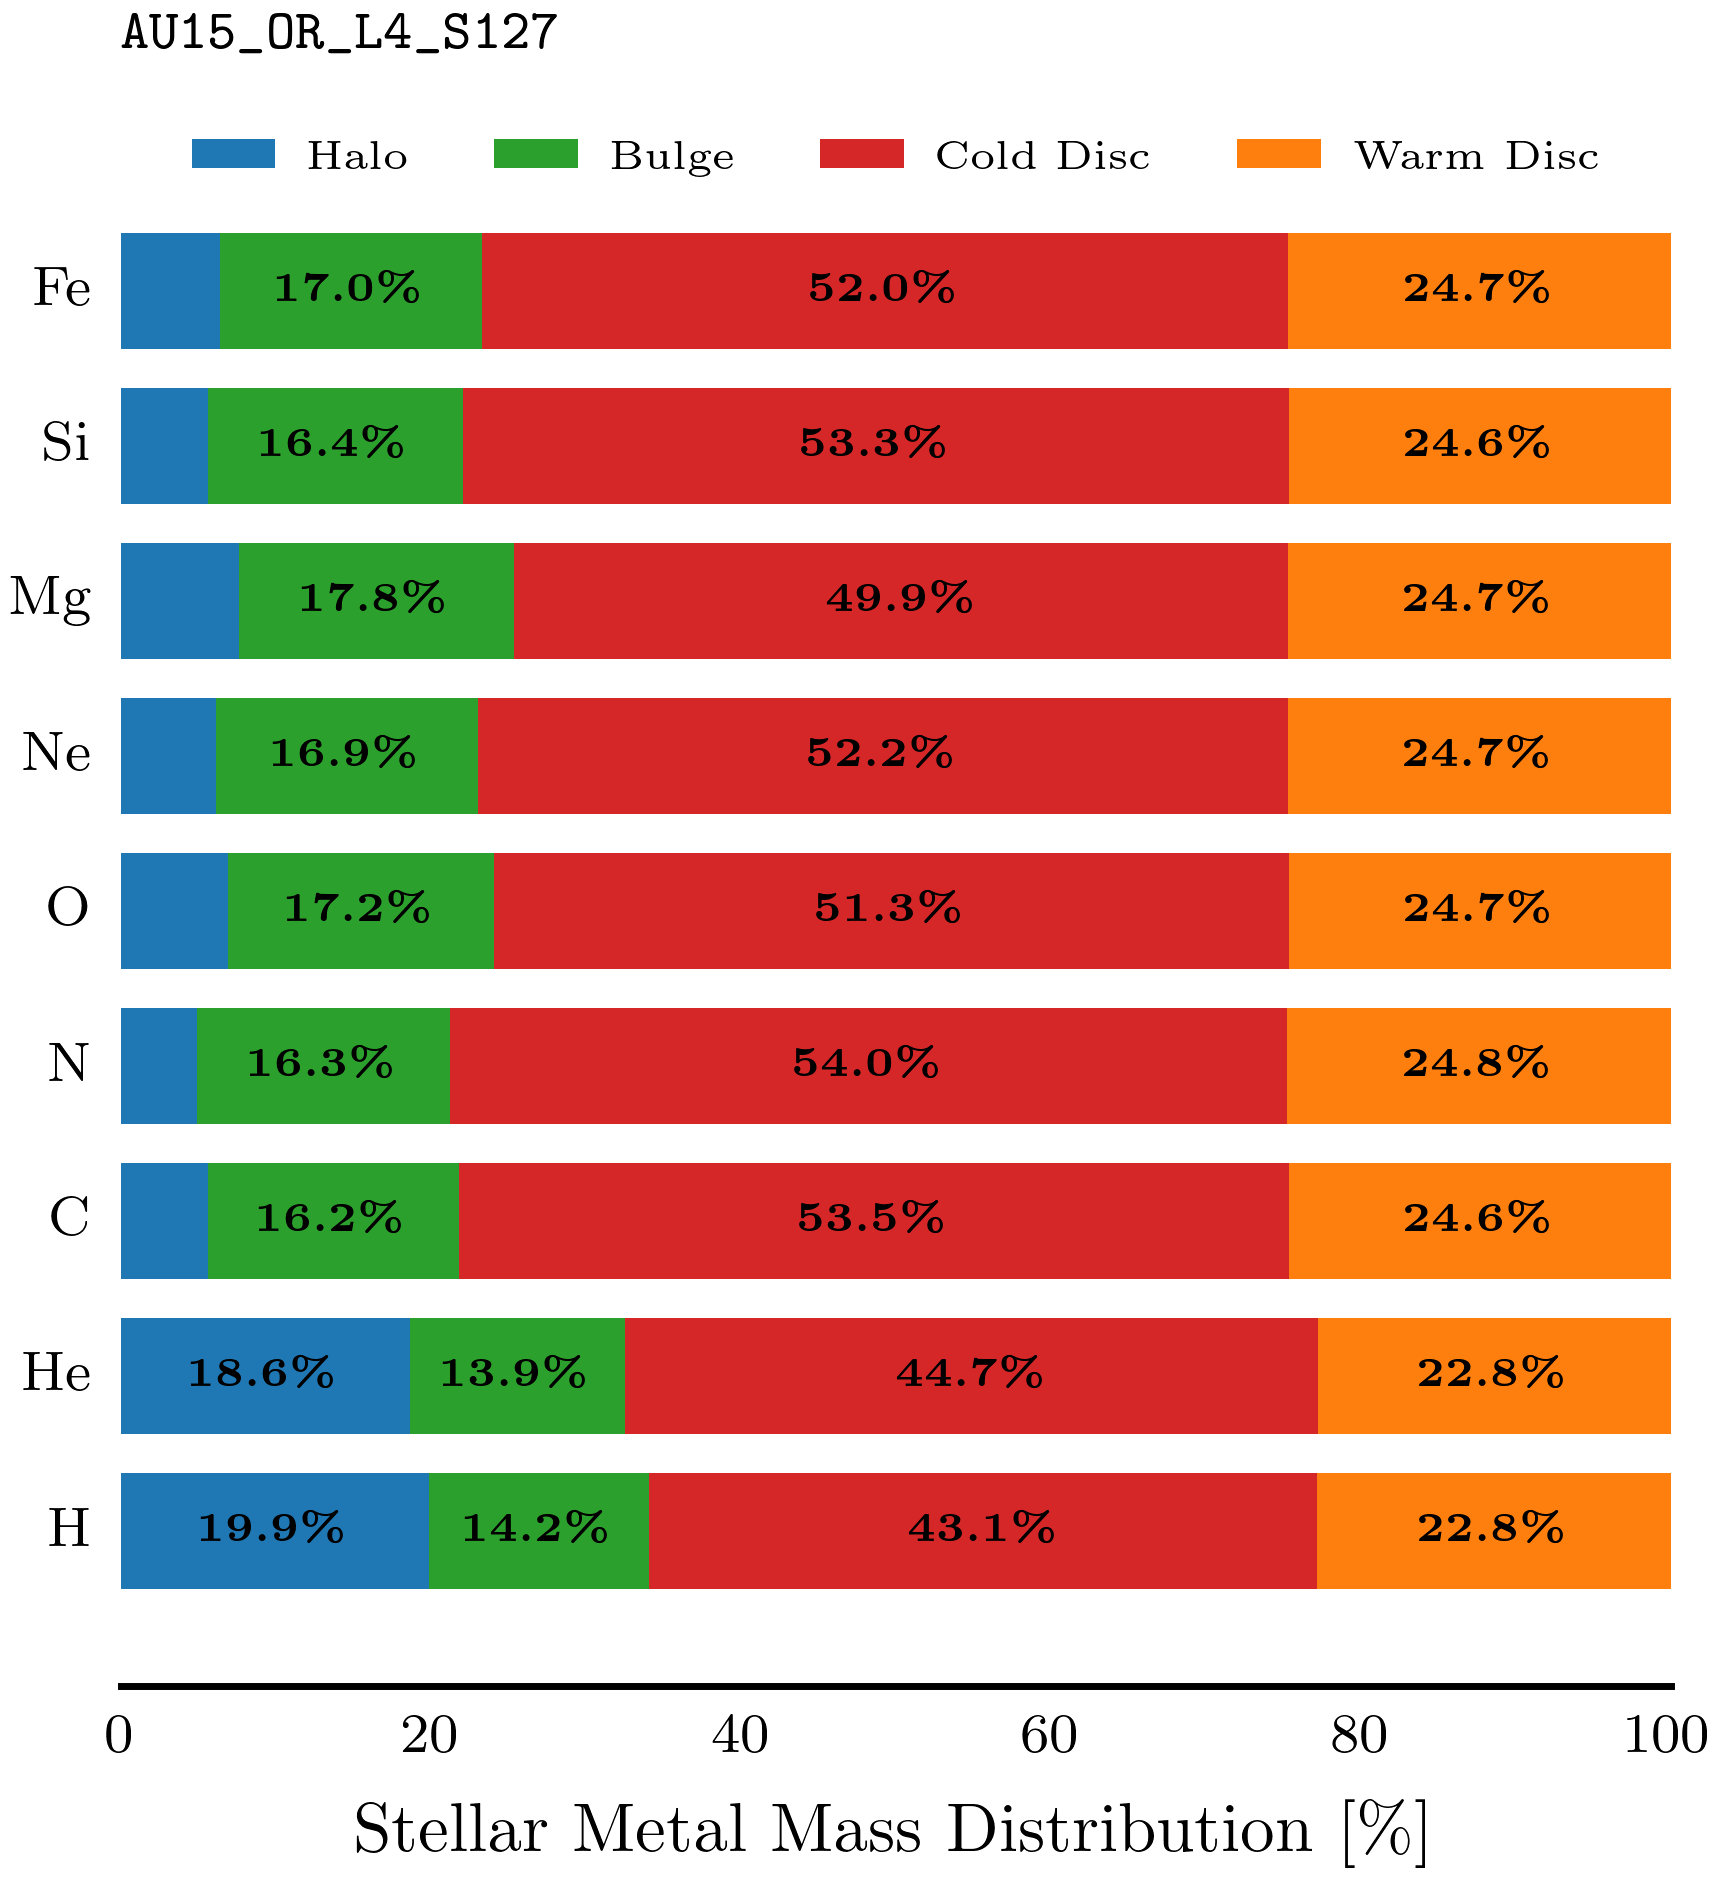 AU15_OR_L4_S127
Halo Bulge Cold Disc Warm Disc
Fe 17.0% 52.0% 24.7%
Si 16.4% 53.3% 24.6%
Mg 17.8% 49.9% 24.7%
Ne 16.9% 52.2% 24.7%
O 17.2% 51.3% 24.7%
N 16.3% 54.0% 24.8%
C 16.2% 53.5% 24.6%
He 18.6% 13.9% 44.7% 22.8%
H 19.9% 14.2% 43.1% 22.8%
0 20 40 60 80 100
Stellar Metal Mass Distribution [%]